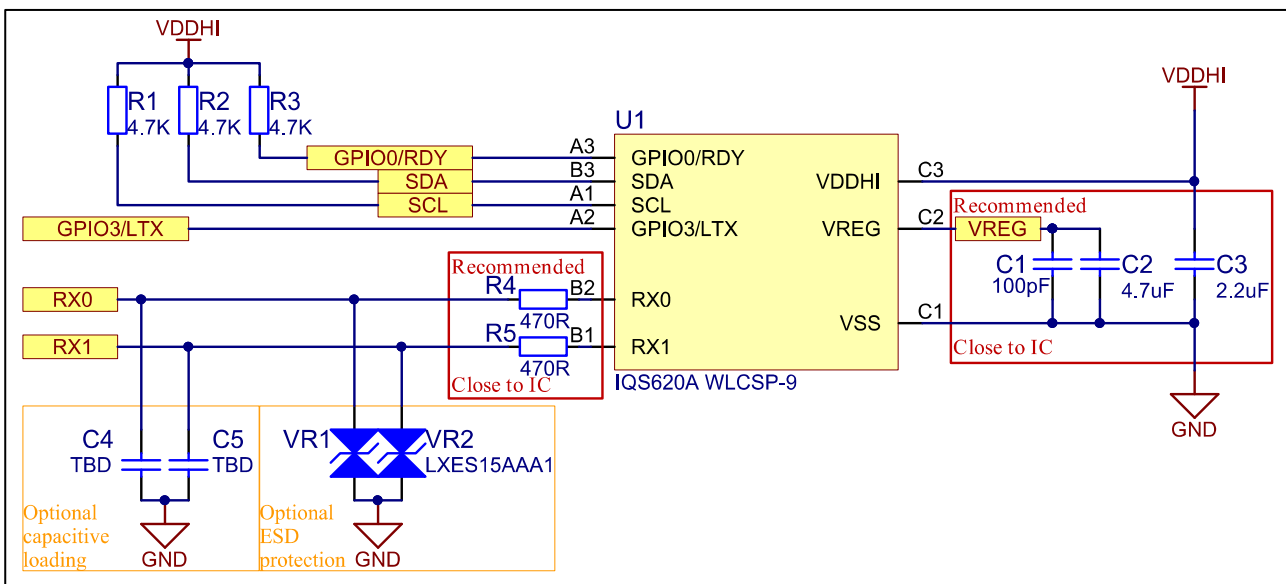 VDDHI
R1
4.7K
R2
4.7K
R3
4.7K
GPIO0/RDY
SDA
SCL
GPIO3/LTX
A3
B3
A1
A2
U1
GPIO0/RDY
SDA
SCL
GPIO3/LTX
RX0
RX1
VDDHI
VREG
VSS
IQS620A WLCSP-9
C3
C2
C1
VDDHI
Recommended
VREG
C1
100pF
C2
4.7uF
C3
2.2uF
Close to IC
GND
RX0
RX1
Recommended
R4
470R
B2
R5
470R
B1
Close to IC
C4
TBD
C5
TBD
GND
Optional
capacitive
loading
VR1
VR2
LXES15AAA1
Optional
ESD
protection
GND